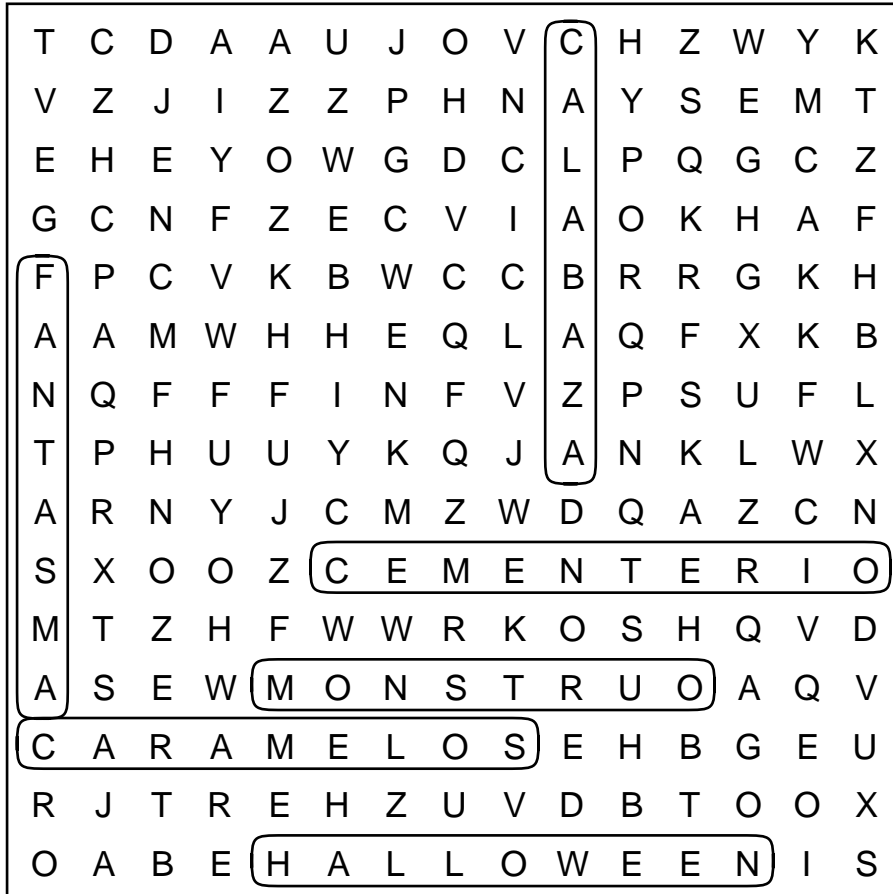 T C D A A U J O V C H Z W Y K
V Z J I Z Z P H N A Y S E M T
E H E Y O W G D C L P Q G C Z
G C N F Z E C V I A O K H A F
F P C V K B W C C B R R G K H
A A M W H H E Q L A Q F X K B
N Q F F F I N F V Z P S U F L
T P H U U Y K Q J A N K L W X
A R N Y J C M Z W D Q A Z C N
S X O O Z C E M E N T E R I O
M T Z H F W W R K O S H Q V D
A S E W M O N S T R U O A Q V
C A R A M E L O S E H B G E U
R J T R E H Z U V D B T O O X
O A B E H A L L O W E E N I S